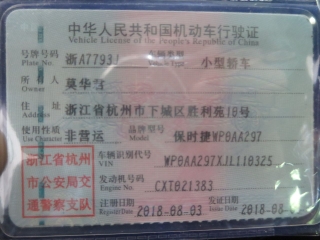 中华人民共和国机动车行驶证
Vehicle License of the People's Republic of China
号牌号码 浙A7793J 车辆类型 小型轿车
Plate No.
所有人 莫华
Owner
住址 浙江省杭州市下城区胜利苑18号
Address
使用性质 非营运 品牌型号 保时捷WP0AA297
Use Character
浙江省杭州
市公安局交
通警察支队
车辆识别代号 WP0AA297XJL110325
VIN
发动机号码 CXT021383
Engine No.
注册日期 2018-08-03 发证日期 2018-08
Register Date Issue Date